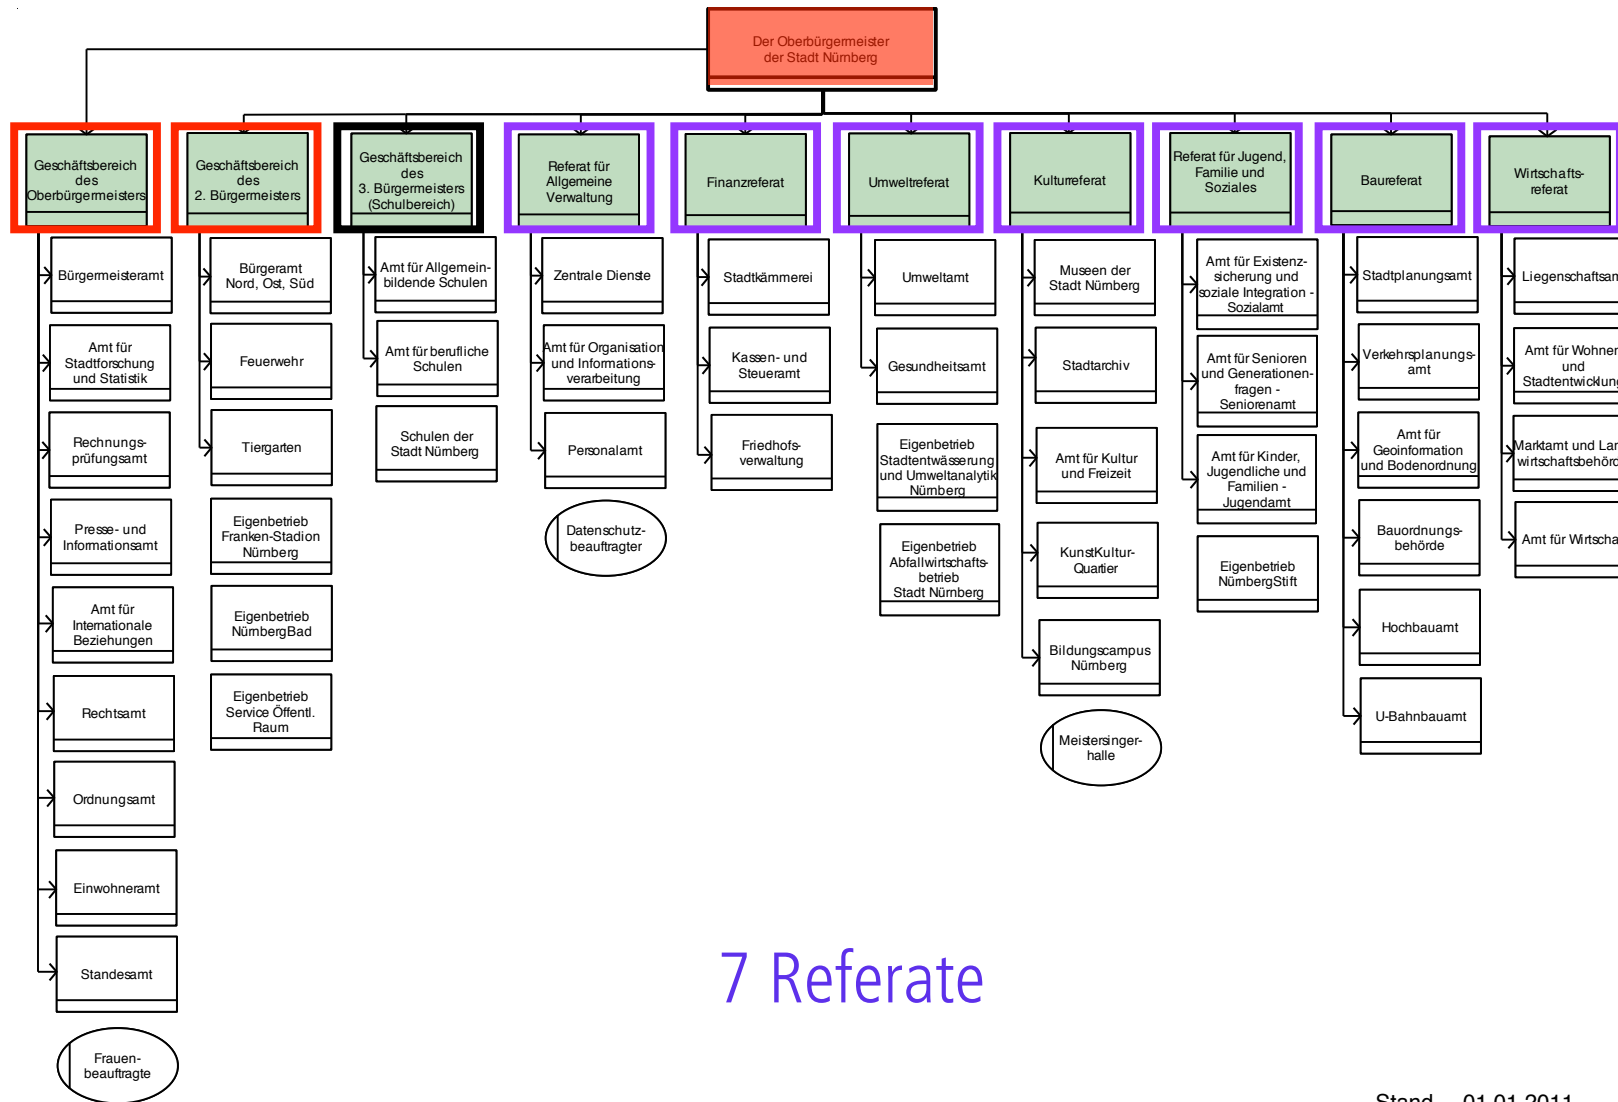 Der Oberbürgermeister
der Stadt Nürnberg
Geschäftsbereich
des
Oberbürgermeisters
Bürgermeisteramt
Amt für
Stadtforschung
und Statistik
Rechnungs-
prüfungsamt
Presse- und
Informationsamt
Amt für
Internationale
Beziehungen
Rechtsamt
Ordnungsamt
Einwohneramt
Standesamt
Frauen-
beauftragte
Geschäftsbereich
des
2. Bürgermeisters
Bürgeramt
Nord, Ost, Süd
Feuerwehr
Tiergarten
Eigenbetrieb
Franken-Stadion
Nürnberg
Eigenbetrieb
NürnbergBad
Eigenbetrieb
Service Öffentl.
Raum
Geschäftsbereich
des
3. Bürgermeisters
(Schulbereich)
Amt für Allgemein-
bildende Schulen
Amt für berufliche
Schulen
Schulen der
Stadt Nürnberg
Referat für
Allgemeine
Verwaltung
Zentrale Dienste
Amt für Organisation
und Informations-
verarbeitung
Personalamt
Datenschutz-
beauftragter
Finanzreferat
Stadtkämmerei
Kassen- und
Steueramt
Friedhofs-
verwaltung
Umweltreferat
Umweltamt
Gesundheitsamt
Eigenbetrieb
Stadtentwässerung
und Umweltanalytik
Nürnberg
Eigenbetrieb
Abfallwirtschafts-
betrieb
Stadt Nürnberg
Kulturreferat
Museen der
Stadt Nürnberg
Stadtarchiv
Amt für Kultur
und Freizeit
KunstKultur-
Quartier
Bildungscampus
Nürnberg
Meistersinger-
halle
Referat für Jugend,
Familie und
Soziales
Amt für Existenz-
sicherung und
soziale Integration -
Sozialamt
Amt für Senioren
und Generationen-
fragen -
Seniorenamt
Amt für Kinder,
Jugendliche und
Familien -
Jugendamt
Eigenbetrieb
NürnbergStift
Baureferat
Stadtplanungsamt
Verkehrsplanungs-
amt
Amt für
Geoinformation
und Bodenordnung
Bauordnungs-
behörde
Hochbauamt
U-Bahnbauamt
Wirtschafts-
referat
Liegenschaftsam
Amt für Wohnen
und
Stadtentwicklung
Marktamt und Lan
wirtschaftsbehörd
Amt für Wirtscha
7 Referate
Stand 01.01.2011